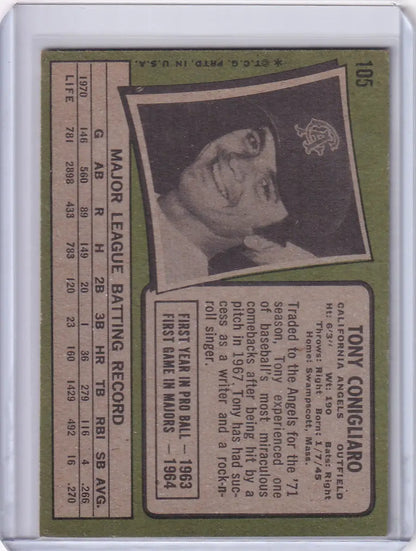 *©T.C.G. PRTD. IN U.S.A.
105
TONY CONIGLIARO
CALIFORNIA ANGELS OUTFIELD
Ht: 6'3" Wt: 190 Bats: Right
Throws: Right Born: 1/7/45
Home: Swampscott, Mass.
Traded to the Angels for the '71
season, Tony experienced one
of baseball's most miraculous
comebacks after being hit by a
pitch in 1967. Tony has had suc-
cess as a writer and a rock-n-
roll singer.
FIRST YEAR IN PRO BALL — 1963
FIRST GAME IN MAJORS — 1964
MAJOR LEAGUE BATTING RECORD
G AB R H 2B 3B HR TB RBI SB AVG.
1970 146 560 89 149 20 1 36 279 116 4 .266
LIFE 781 2898 433 783 120 23 160 1429 492 16 .270